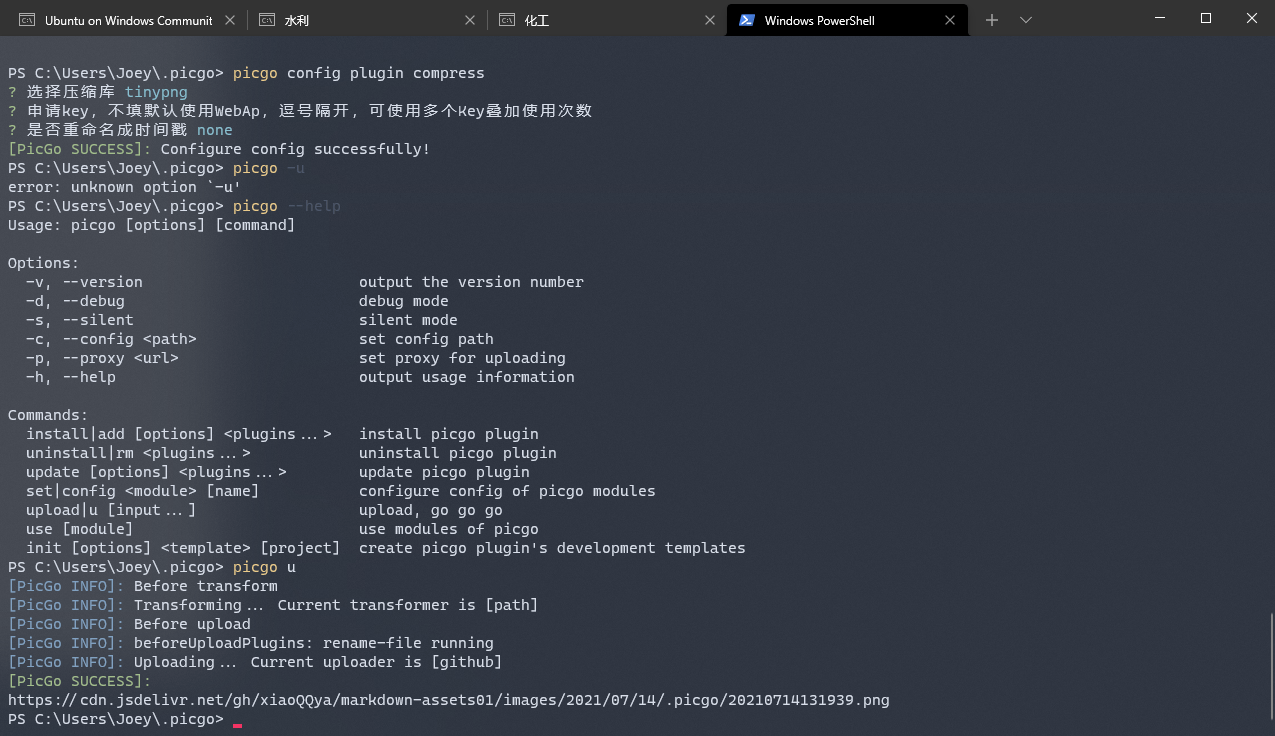 Ubuntu on Windows Communit
水利
化工
Windows PowerShell
PS C:\Users\Joey\.picgo> picgo config plugin compress
? 选择压缩库 tinypng
? 申请key, 不填默认使用WebAp, 逗号隔开, 可使用多个Key叠加使用次数
? 是否重命名成时间戳 none
[PicGo SUCCESS]: Configure config successfully!
PS C:\Users\Joey\.picgo> picgo -u
error: unknown option `-u'
PS C:\Users\Joey\.picgo> picgo --help
Usage: picgo [options] [command]
Options:
-v, --version output the version number
-d, --debug debug mode
-s, --silent silent mode
-c, --config <path> set config path
-p, --proxy <url> set proxy for uploading
-h, --help output usage information
Commands:
install|add [options] <plugins...> install picgo plugin
uninstall|rm <plugins...> uninstall picgo plugin
update [options] <plugins...> update picgo plugin
set|config <module> [name] configure config of picgo modules
upload|u [input...] upload, go go go
use [module] use modules of picgo
init [options] <template> [project] create picgo plugin's development templates
PS C:\Users\Joey\.picgo> picgo u
[PicGo INFO]: Before transform
[PicGo INFO]: Transforming... Current transformer is [path]
[PicGo INFO]: Before upload
[PicGo INFO]: beforeUploadPlugins: rename-file running
[PicGo INFO]: Uploading... Current uploader is [github]
[PicGo SUCCESS]:
https://cdn.jsdelivr.net/gh/xiaoQQya/markdown-assets01/images/2021/07/14/.picgo/20210714131939.png
PS C:\Users\Joey\.picgo>